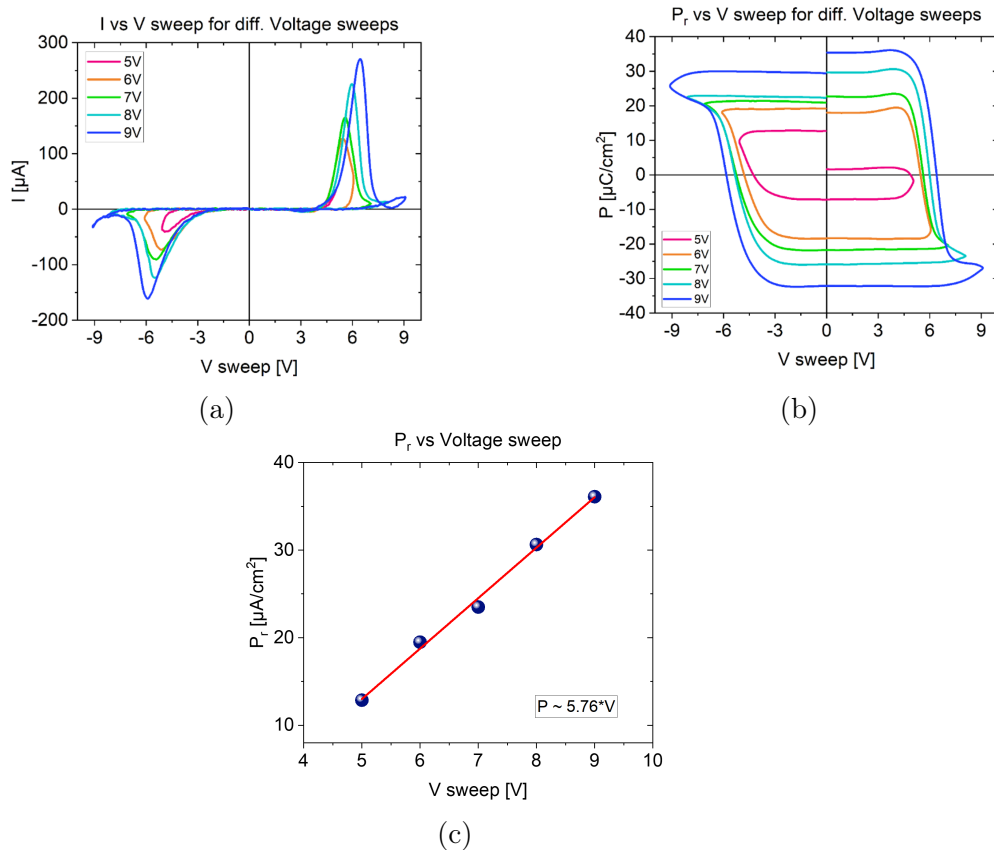 I vs V sweep for diff. Voltage sweeps
I [µA]
300
200
100
0
-100
-200
5V
6V
7V
8V
9V
-9 -6 -3 0 3 6 9
V sweep [V]
(a)
Pr vs V sweep for diff. Voltage sweeps
P [µC/cm²]
40
30
20
10
0
-10
-20
-30
-40
5V
6V
7V
8V
9V
-9 -6 -3 0 3 6 9
V sweep [V]
(b)
Pr vs Voltage sweep
Pr [µA/cm²]
40
30
20
10
P ~ 5.76*V
4 5 6 7 8 9 10
V sweep [V]
(c)